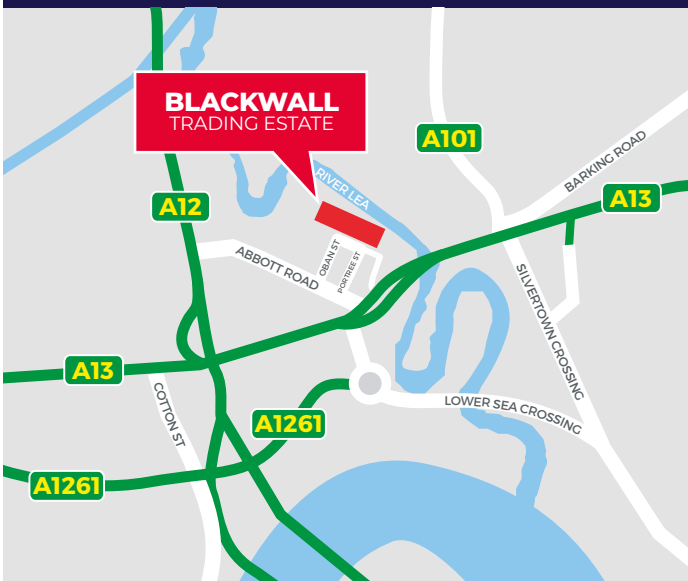 BLACKWALL
TRADING ESTATE
A101
BARKING ROAD
RIVER LEA
A13
A12
OBAN ST
PORTREE ST
ABBOTT ROAD
SILVERTOWN CROSSING
A13
COTTON ST
LOWER SEA CROSSING
A1261
A1261